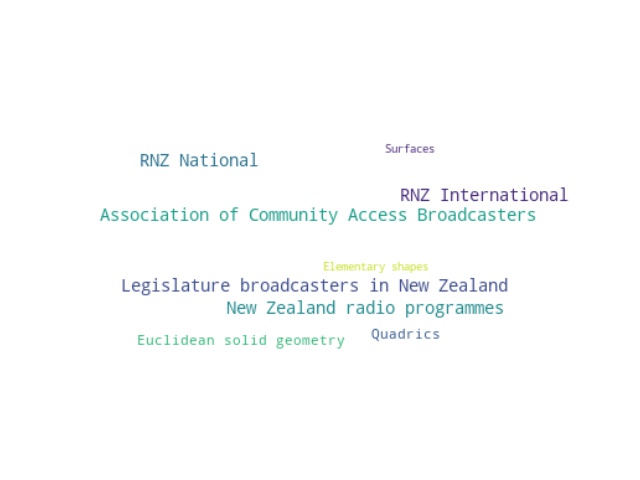 Surfaces
RNZ National
RNZ International
Association of Community Access Broadcasters
Elementary shapes
Legislature broadcasters in New Zealand
New Zealand radio programmes
Quadrics
Euclidean solid geometry